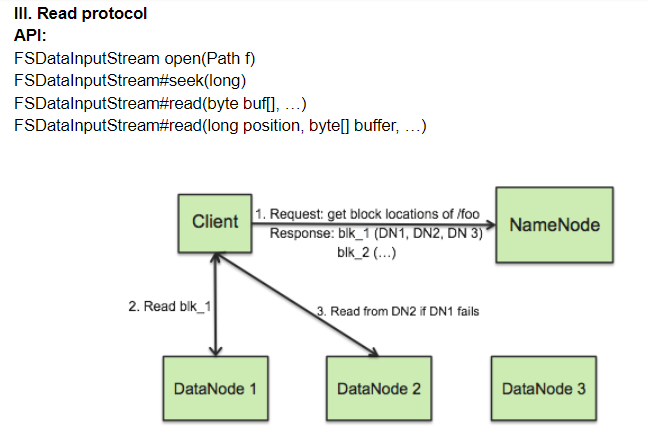 III. Read protocol
API:
FSDataInputStream open(Path f)
FSDataInputStream#seek(long)
FSDataInputStream#read(byte buf[], …)
FSDataInputStream#read(long position, byte[] buffer, …)
Client
1. Request: get block locations of /foo
Response: blk_1 (DN1, DN2, DN 3)
blk_2 (...)
NameNode
2. Read blk_1
3. Read from DN2 if DN1 fails
DataNode 1
DataNode 2
DataNode 3